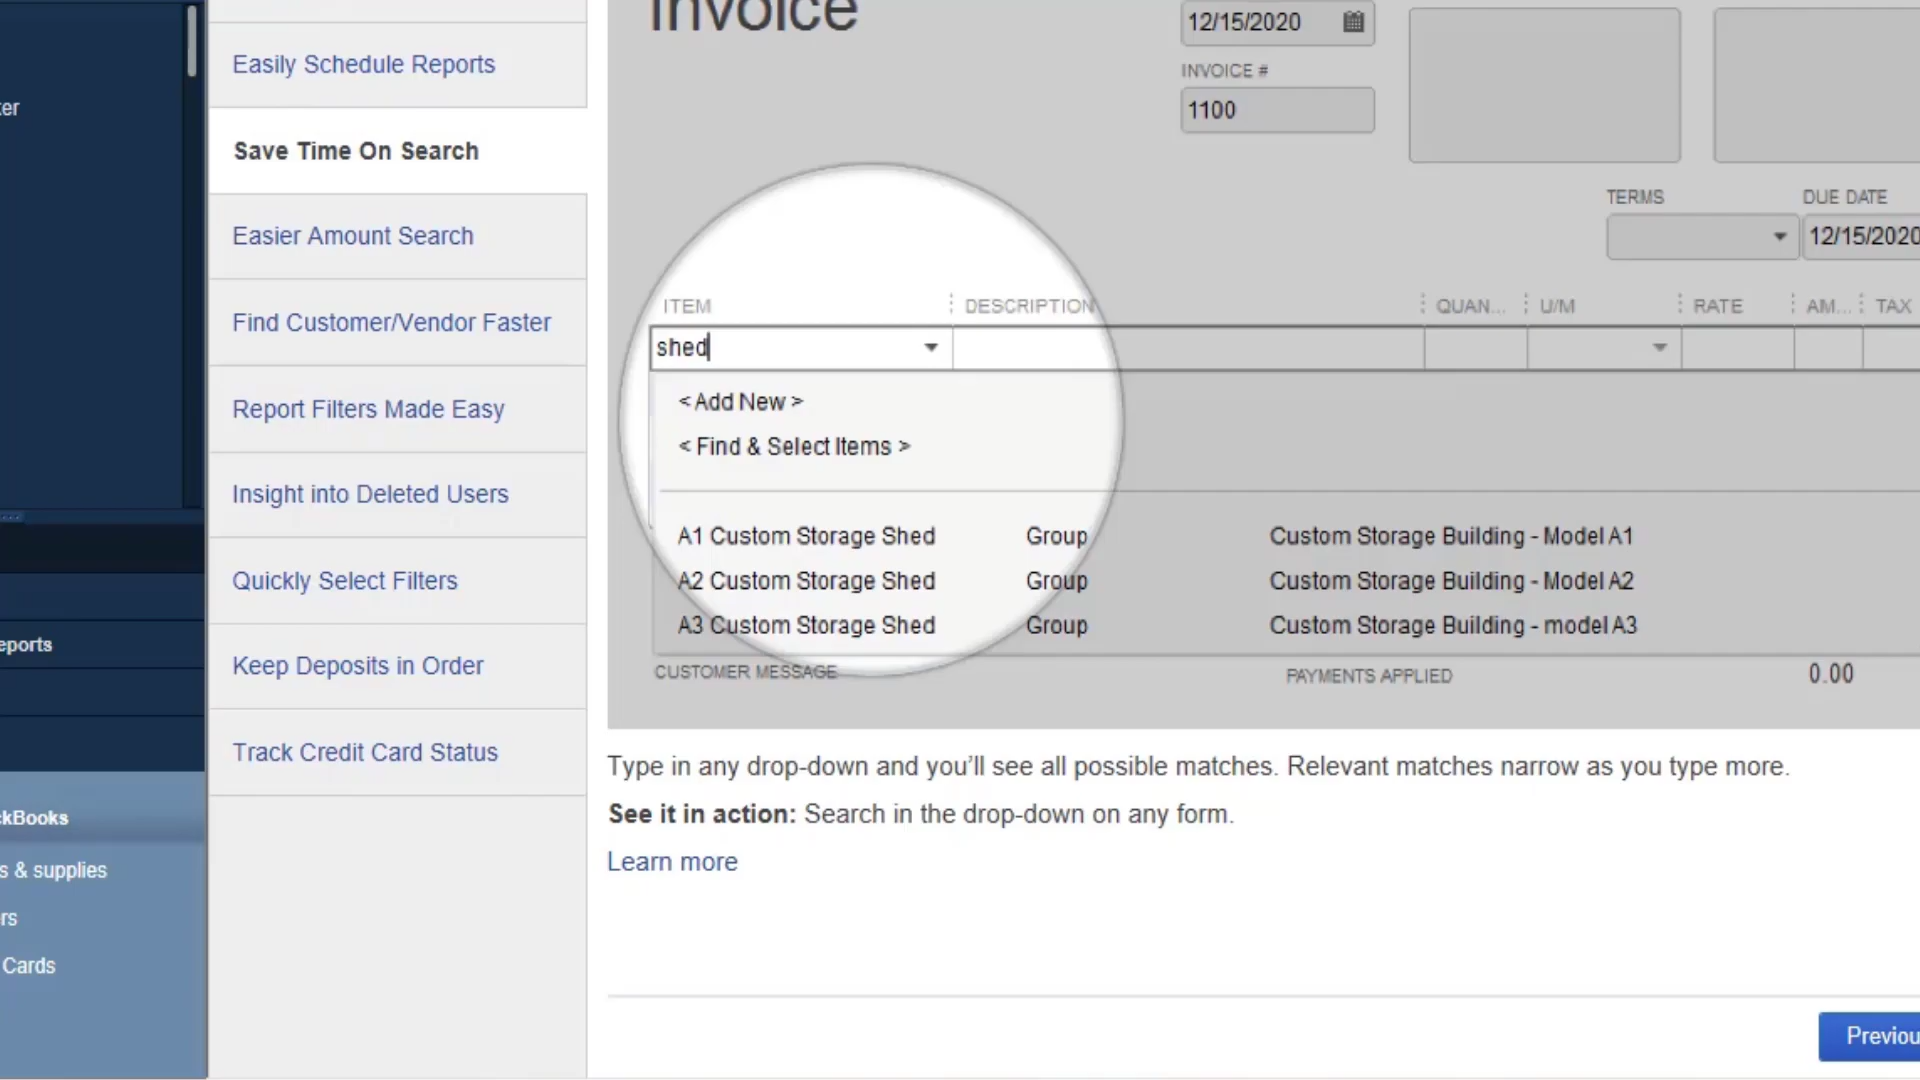 ter
eports
ckBooks
s & supplies
rs
Cards
Easily Schedule Reports
Save Time On Search
Easier Amount Search
Find Customer/Vendor Faster
Report Filters Made Easy
Insight into Deleted Users
Quickly Select Filters
Keep Deposits in Order
Track Credit Card Status
Invoice
12/15/2020
INVOICE #
1100
TERMS DUE DATE
12/15/2020
ITEM DESCRIPTION QUAN... U/M RATE AM... TAX
shed
< Add New >
< Find & Select Items >
A1 Custom Storage Shed Group Custom Storage Building - Model A1
A2 Custom Storage Shed Group Custom Storage Building - Model A2
A3 Custom Storage Shed Group Custom Storage Building - model A3
CUSTOMER MESSAGE PAYMENTS APPLIED 0.00
Type in any drop-down and you’ll see all possible matches. Relevant matches narrow as you type more.
See it in action: Search in the drop-down on any form.
Learn more
Previou